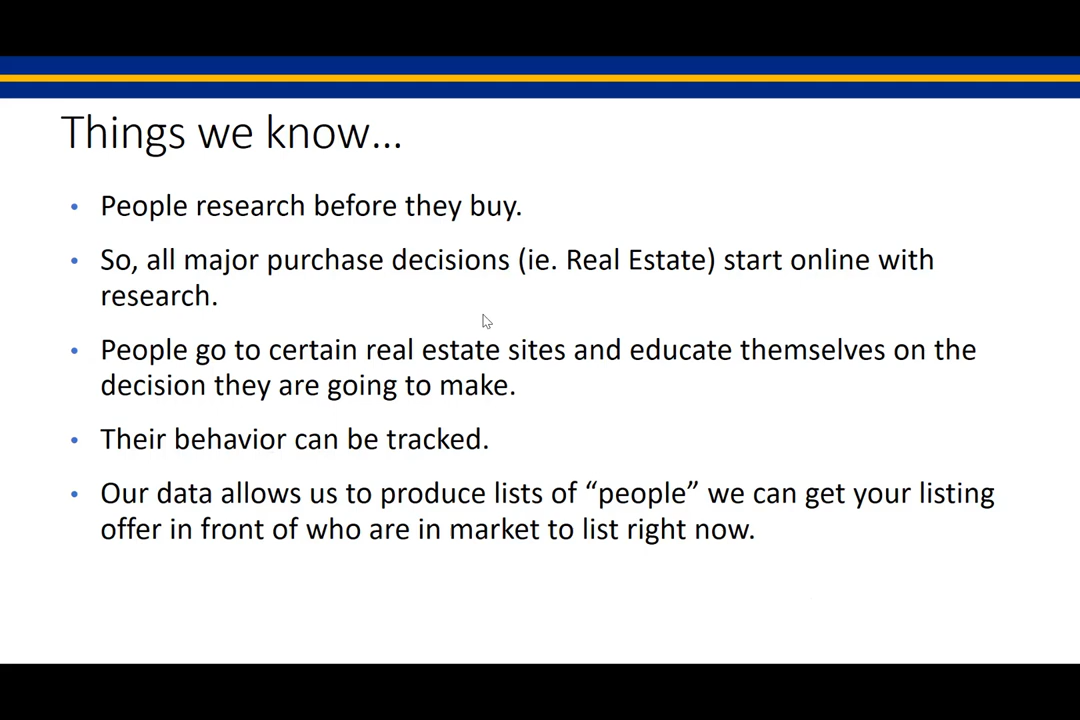 Things we know...
• People research before they buy.
• So, all major purchase decisions (ie. Real Estate) start online with
research.
• People go to certain real estate sites and educate themselves on the
decision they are going to make.
• Their behavior can be tracked.
• Our data allows us to produce lists of “people” we can get your listing
offer in front of who are in market to list right now.